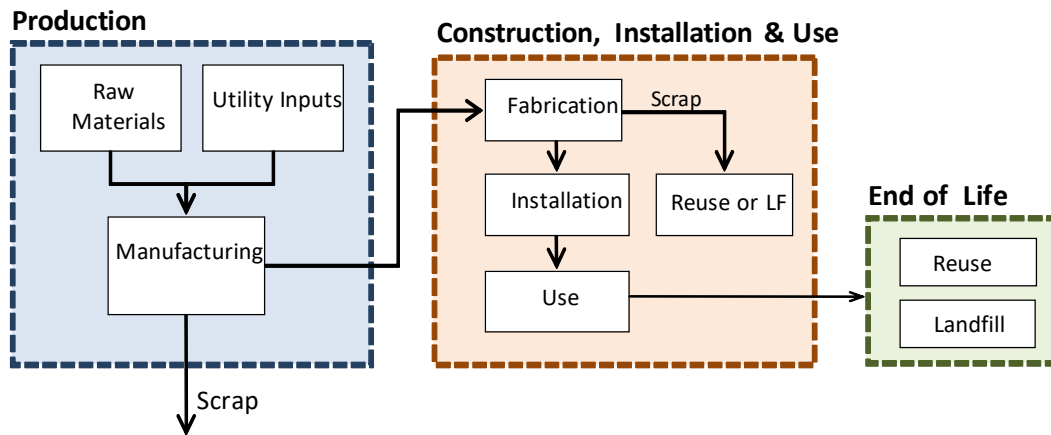 Production
Raw
Materials
Utility Inputs
Manufacturing
Scrap
Construction, Installation & Use
Fabrication
Scrap
Installation
Reuse or LF
Use
End of Life
Reuse
Landfill